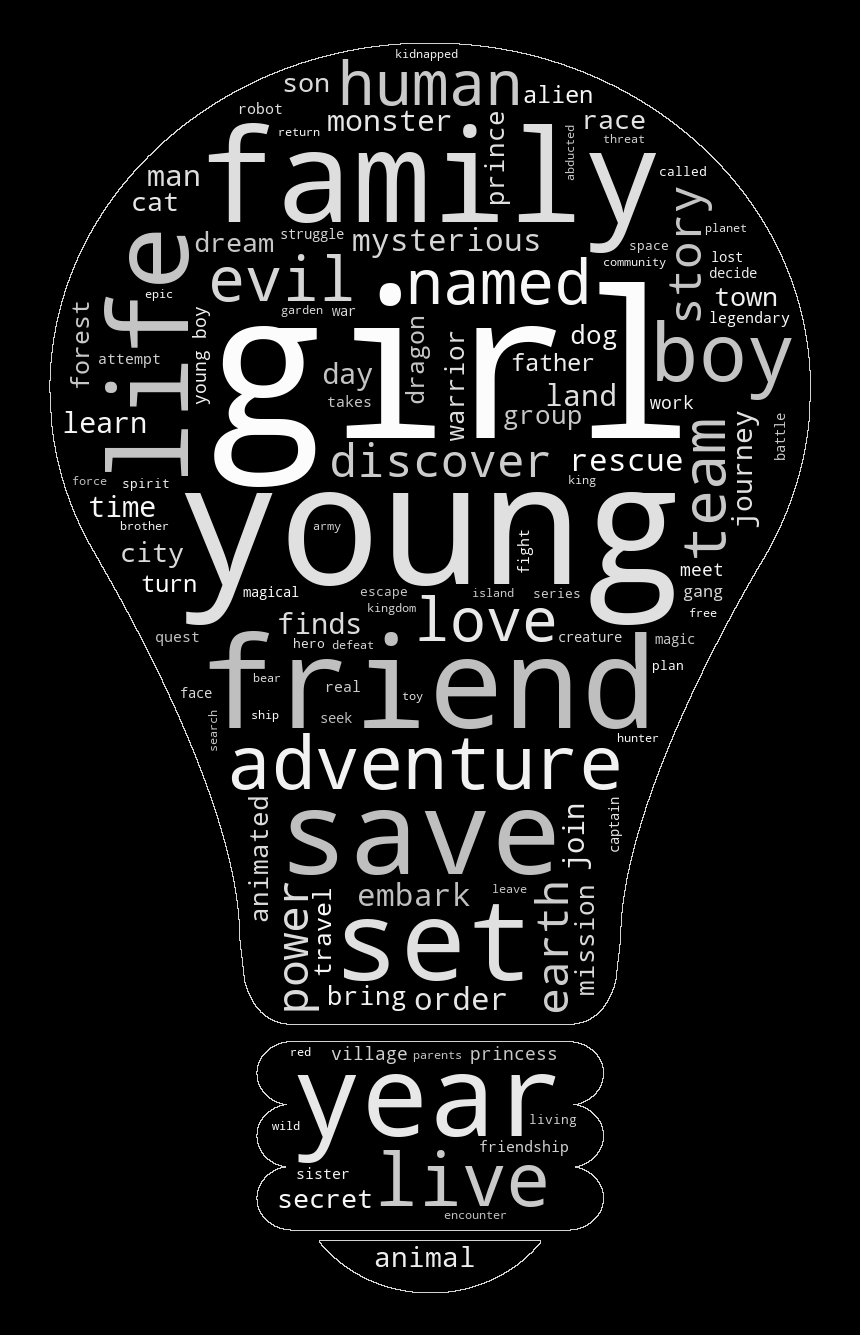 kidnapped
son
human
alien
robot
monster
race
return
prince
abducted
threat
family
man
called
cat
story
planet
dream
struggle
mysterious
space
life
evil
named
community
lost
decide
epic
town
forest
garden
war
legendary
young boy
girl
dragon
warrior
dog
boy
attempt
father
day
land
takes
group
work
learn
discover
rescue
team
journey
battle
force
spirit
king
time
young
brother
army
city
fight
turn
meet
magical
escape
island
series
gang
kingdom
free
finds
love
quest
hero
defeat
creature
magic
friend
plan
bear
face
real
toy
search
ship
seek
hunter
adventure
animated
save
join
captain
power
travel
embark
leave
earth
mission
set
bring
order
red
village
parents
princess
year
wild
living
friendship
sister
live
secret
encounter
animal